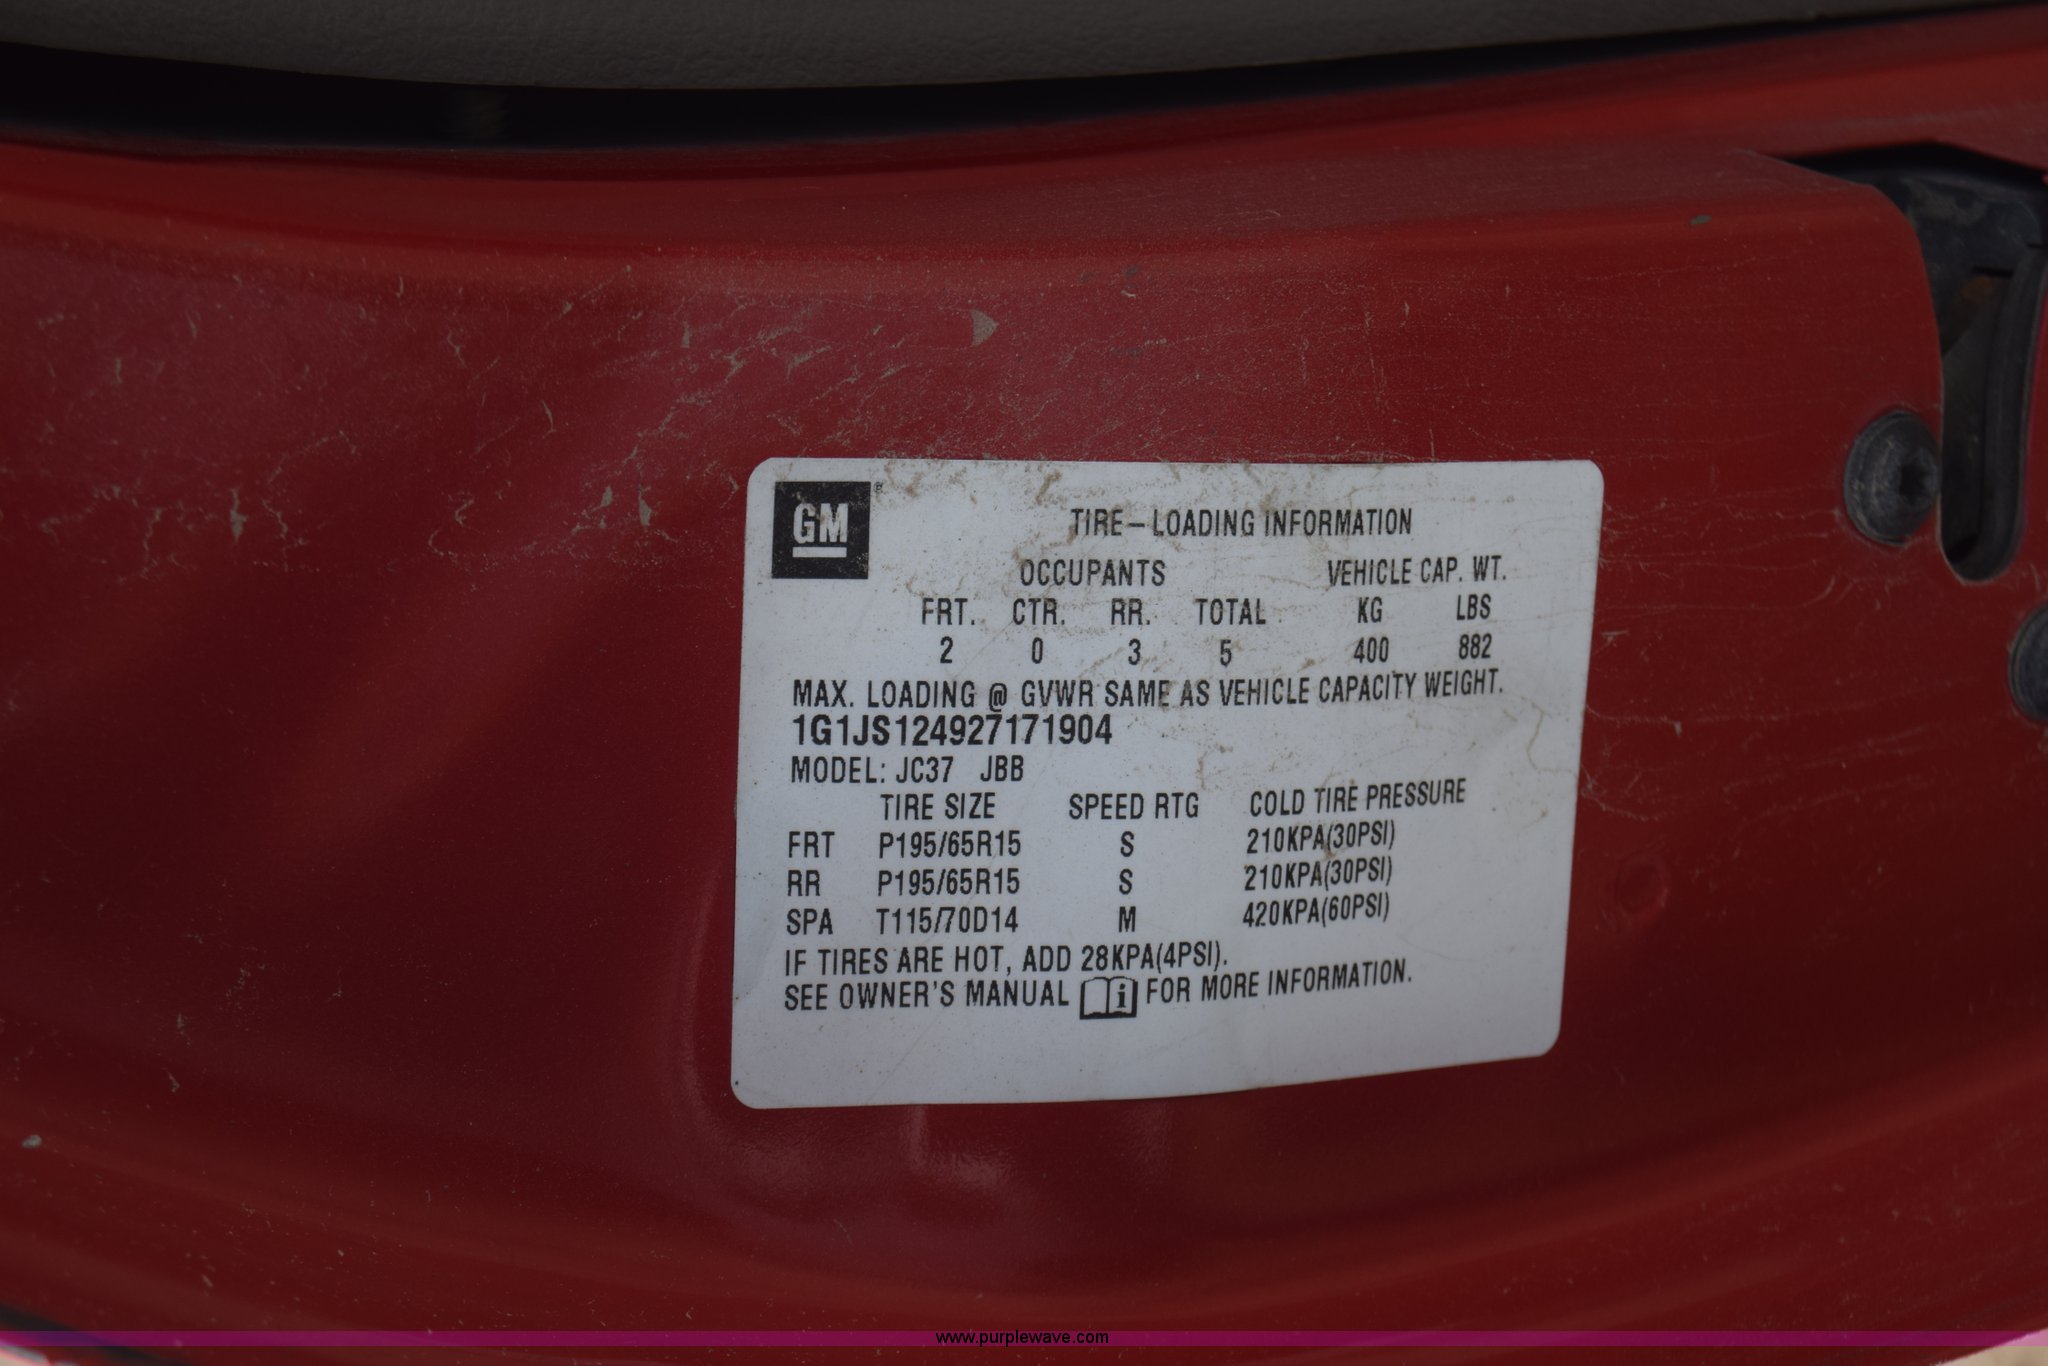 GM
TIRE – LOADING INFORMATION
OCCUPANTS VEHICLE CAP. WT.
FRT. CTR. RR. TOTAL KG LBS
2 0 3 5 400 882
MAX. LOADING @ GVWR SAME AS VEHICLE CAPACITY WEIGHT.
1G1JS124927171904
MODEL: JC37 JBB
TIRE SIZE SPEED RTG COLD TIRE PRESSURE
FRT P195/65R15 S 210KPA(30PSI)
RR P195/65R15 S 210KPA(30PSI)
SPA T115/70D14 M 420KPA(60PSI)
IF TIRES ARE HOT, ADD 28KPA(4PSI).
SEE OWNER'S MANUAL i FOR MORE INFORMATION.
www.purplewave.com